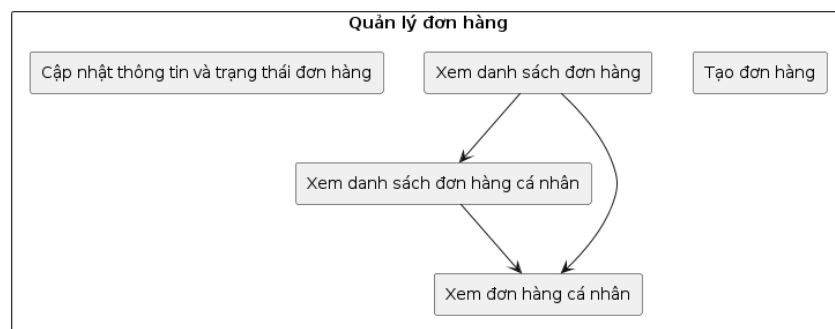 Quản lý đơn hàng
Cập nhật thông tin và trạng thái đơn hàng
Xem danh sách đơn hàng
Tạo đơn hàng
Xem danh sách đơn hàng cá nhân
Xem đơn hàng cá nhân